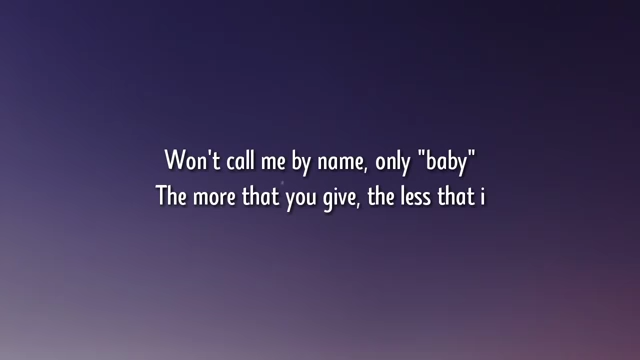 Won't call me by name, only "baby"
The more that you give, the less that i